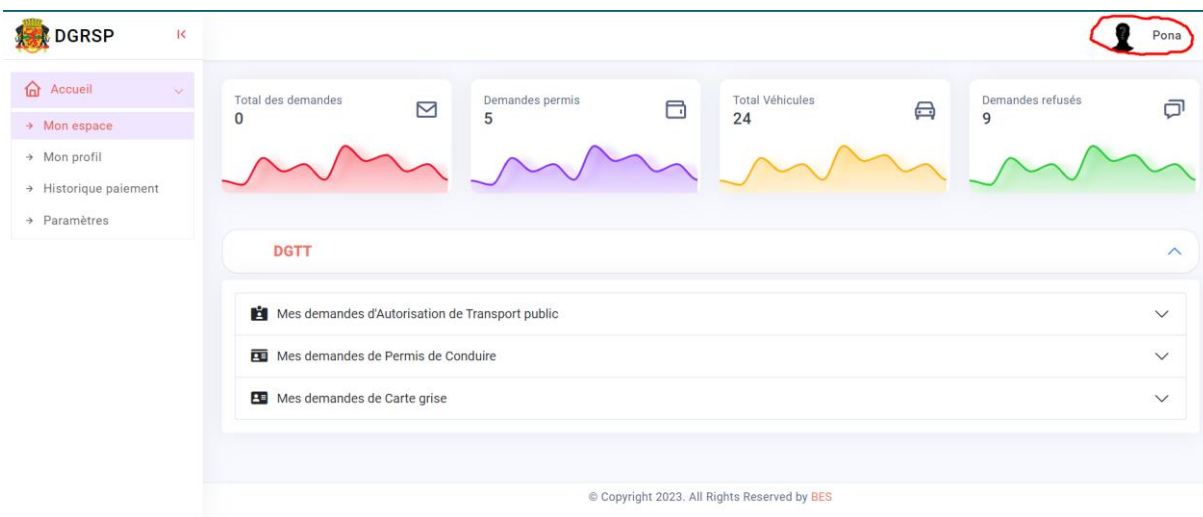 DGRSP
Pona
Accueil
Mon espace
Mon profil
Historique paiement
Paramètres
Total des demandes
0
Demandes permis
5
Total Véhicules
24
Demandes refusés
9
DGTT
Mes demandes d'Autorisation de Transport public
Mes demandes de Permis de Conduire
Mes demandes de Carte grise
© Copyright 2023. All Rights Reserved by BES